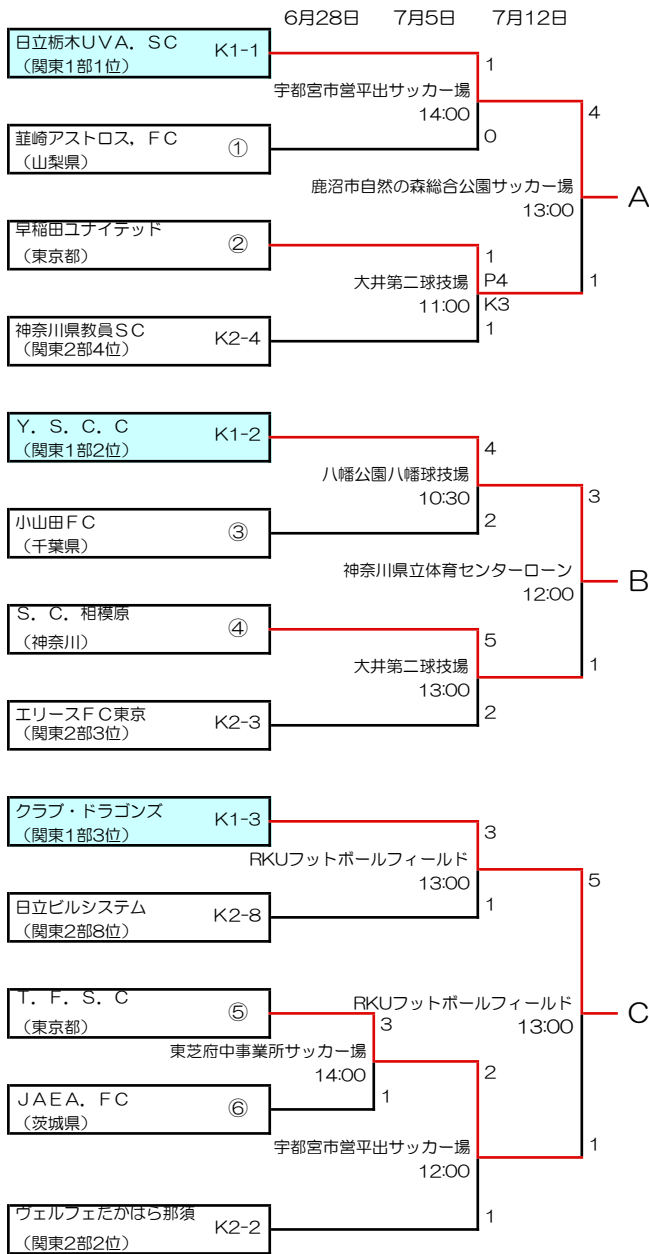 6月28日 7月5日 7月12日
日立栃木UVA．SC K1-1
（関東1部1位）
1
宇都宮市営平出サッカー場
14:00
4
0
韮崎アストロス．FC ①
（山梨県）
鹿沼市自然の森総合公園サッカー場
13:00
A
早稲田ユナイテッド ②
（東京都）
1
大井第二球技場 P4
11:00 K3
1
1
神奈川県教員SC K2-4
（関東2部4位）
Y．S．C．C K1-2
（関東1部2位）
4
八幡公園八幡球技場
10:30
3
2
小山田FC ③
（千葉県）
神奈川県立体育センターローン
12:00
B
S．C．相模原 ④
（神奈川）
5
大井第二球技場
13:00
1
2
エリースFC東京 K2-3
（関東2部3位）
クラブ・ドラゴンズ K1-3
（関東1部3位）
3
RKUフットボールフィールド
13:00
5
1
日立ビルシステム K2-8
（関東2部8位）
T．F．S．C ⑤
（東京都）
3
RKUフットボールフィールド
13:00
C
東芝府中事業所サッカー場
14:00
2
1
JAEA．FC ⑥
（茨城県）
宇都宮市営平出サッカー場
12:00
1
1
ヴェルフェたかはら那須 K2-2
（関東2部2位）